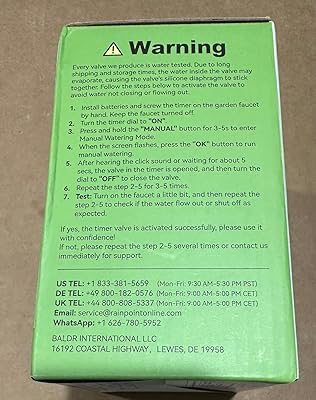 Warning
Every valve we produce is water tested. Due to long
shipping and storage times, the water inside the valve may
evaporate, causing the valve's silicone diaphragm to stick
together. Follow the steps below to activate the valve to
avoid water not closing or flowing out.
1. Install batteries and screw the timer on the garden faucet
by hand. Keep the faucet turned off.
2. Turn the timer dial to "ON".
3. Press and hold the "MANUAL" button for 3-5s to enter
Manual Watering Mode.
4. When the screen flashes, press the "OK" button to run
manual watering.
5. After hearing the click sound or waiting for about 5
secs, the valve in the timer is opened, and then turn the
dial to "OFF" to close the valve.
6. Repeat the step 2-5 for 3-5 times.
7. Test: Turn on the faucet a little bit, and then repeat
the step 2-5 to check if the water flow out or shut off as
expected.
If yes, the timer valve is activated successfully, please use it
with confidence!
If not, please repeat the step 2-5 several times or contact us
immediately for support.
US TEL: +1 833-381-5659 (Mon-Fri: 9:30 AM-5:30 PM PST)
DE TEL: +49 800-182-0576 (Mon-Fri: 9:00 AM-5:00 PM CET)
UK TEL: +44 800-808-5337 (Mon-Fri: 9:00 AM-5:00 PM CET)
Email: service@rainpointonline.com
WhatsApp: +1 626-780-5952
BALDR INTERNATIONAL LLC
16192 COASTAL HIGHWAY, LEWES, DE 19958